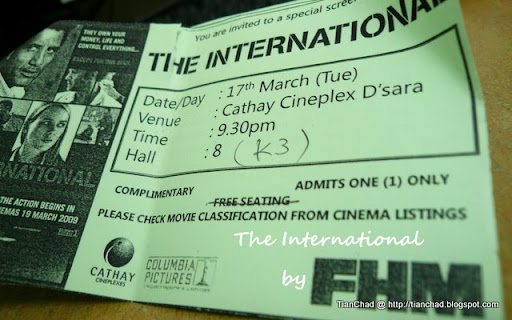 THEY OWN YOUR
MONEY, LIFE AND
CONTROL EVERYTHING...
RNATIONAL
THE ACTION BEGINS IN
NEMAS 19 MARCH 2009
You are invited to a special scree
THE INTERNATIONAL
Date/Day : 17th March (Tue)
Venue : Cathay Cineplex D'sara
Time : 9.30pm
Hall : 8 (K3)
COMPLIMENTARY FREE SEATING ADMITS ONE (1) ONLY
PLEASE CHECK MOVIE CLASSIFICATION FROM CINEMA LISTINGS
CATHAY
CINEPLEXES
COLUMBIA
PICTURES
The International
by FHM
TianChad @ http://tianchad.blogspot.com